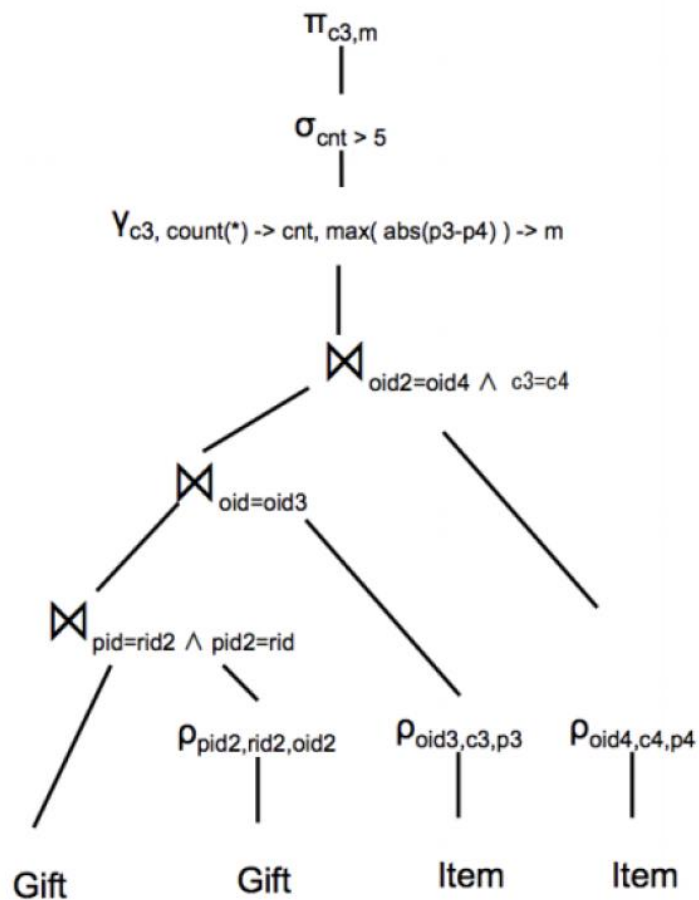 π c3,m
σ cnt > 5
γ c3, count(*) -> cnt, max( abs(p3-p4) ) -> m
⋈ oid2=oid4 ∧ c3=c4
⋈ oid=oid3
⋈ pid=rid2 ∧ pid2=rid
ρ pid2,rid2,oid2
ρ oid3,c3,p3
ρ oid4,c4,p4
Gift
Gift
Item
Item